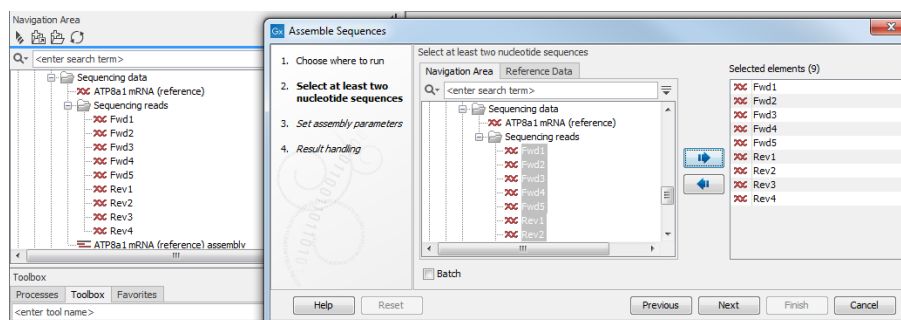 Navigation Area
<enter search term>
Sequencing data
ATP8a1 mRNA (reference)
Sequencing reads
Fwd1
Fwd2
Fwd3
Fwd4
Fwd5
Rev1
Rev2
Rev3
Rev4
ATP8a1 mRNA (reference) assembly
Toolbox
Processes Toolbox Favorites
<enter tool name>
Gx Assemble Sequences
1. Choose where to run
2. Select at least two
nucleotide sequences
3. Set assembly parameters
4. Result handling
Select at least two nucleotide sequences
Navigation Area Reference Data
<enter search term>
Sequencing data
ATP8a1 mRNA (reference)
Sequencing reads
Fwd1
Fwd2
Fwd3
Fwd4
Fwd5
Rev1
Rev2
Batch
Selected elements (9)
Fwd1
Fwd2
Fwd3
Fwd4
Fwd5
Rev1
Rev2
Rev3
Rev4
Help Reset Previous Next Finish Cancel